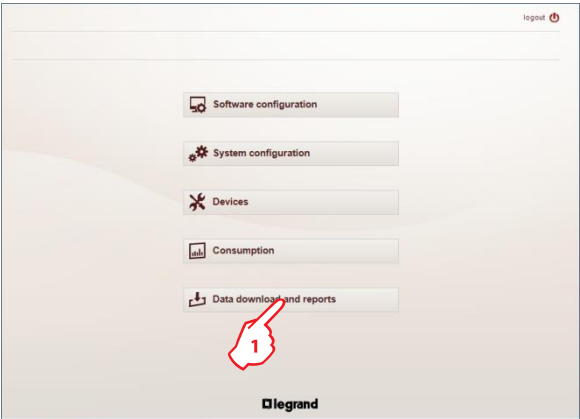 logout
Software configuration
System configuration
Devices
Consumption
Data download and reports
1
legrand